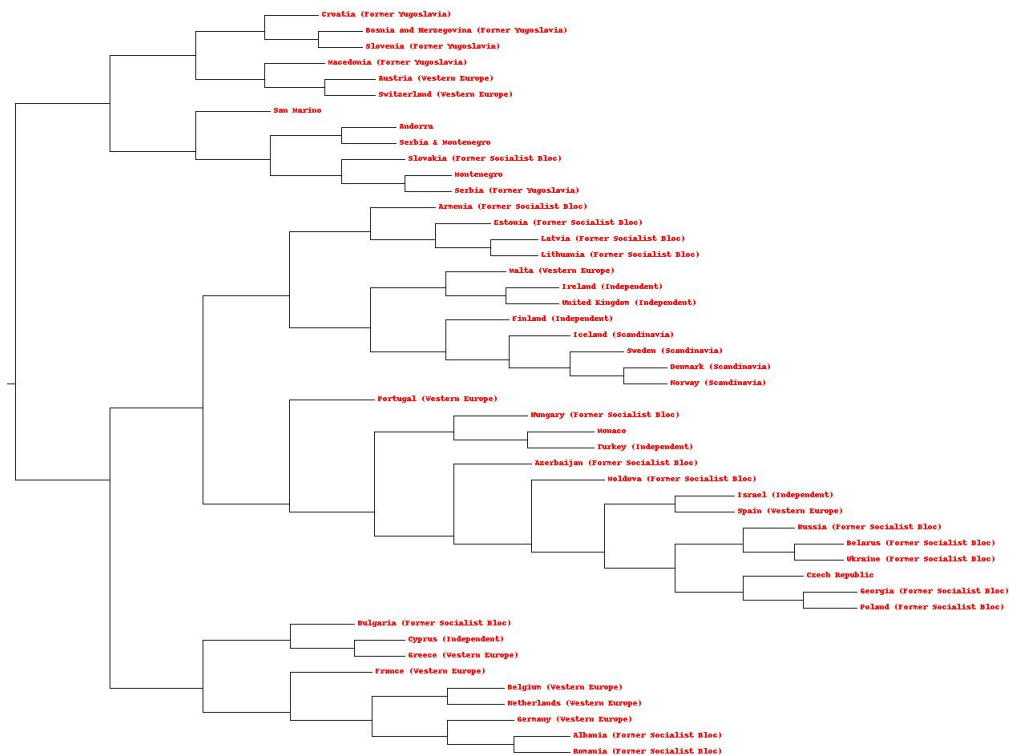 Croatia (Former Yugoslavia)
Bosnia and Herzegovina (Former Yugoslavia)
Slovenia (Former Yugoslavia)
Macedonia (Former Yugoslavia)
Austria (Western Europe)
Switzerland (Western Europe)
San Marino
Andorra
Serbia & Montenegro
Slovakia (Former Socialist Bloc)
Montenegro
Serbia (Former Yugoslavia)
Armenia (Former Socialist Bloc)
Estonia (Former Socialist Bloc)
Latvia (Former Socialist Bloc)
Lithuania (Former Socialist Bloc)
Malta (Western Europe)
Ireland (Independent)
United Kingdom (Independent)
Finland (Independent)
Iceland (Scandinavia)
Sweden (Scandinavia)
Denmark (Scandinavia)
Norway (Scandinavia)
Portugal (Western Europe)
Hungary (Former Socialist Bloc)
Monaco
Turkey (Independent)
Azerbaijan (Former Socialist Bloc)
Moldova (Former Socialist Bloc)
Israel (Independent)
Spain (Western Europe)
Russia (Former Socialist Bloc)
Belarus (Former Socialist Bloc)
Ukraine (Former Socialist Bloc)
Czech Republic
Georgia (Former Socialist Bloc)
Poland (Former Socialist Bloc)
Bulgaria (Former Socialist Bloc)
Cyprus (Independent)
Greece (Western Europe)
France (Western Europe)
Belgium (Western Europe)
Netherlands (Western Europe)
Germany (Western Europe)
Albania (Former Socialist Bloc)
Romania (Former Socialist Bloc)